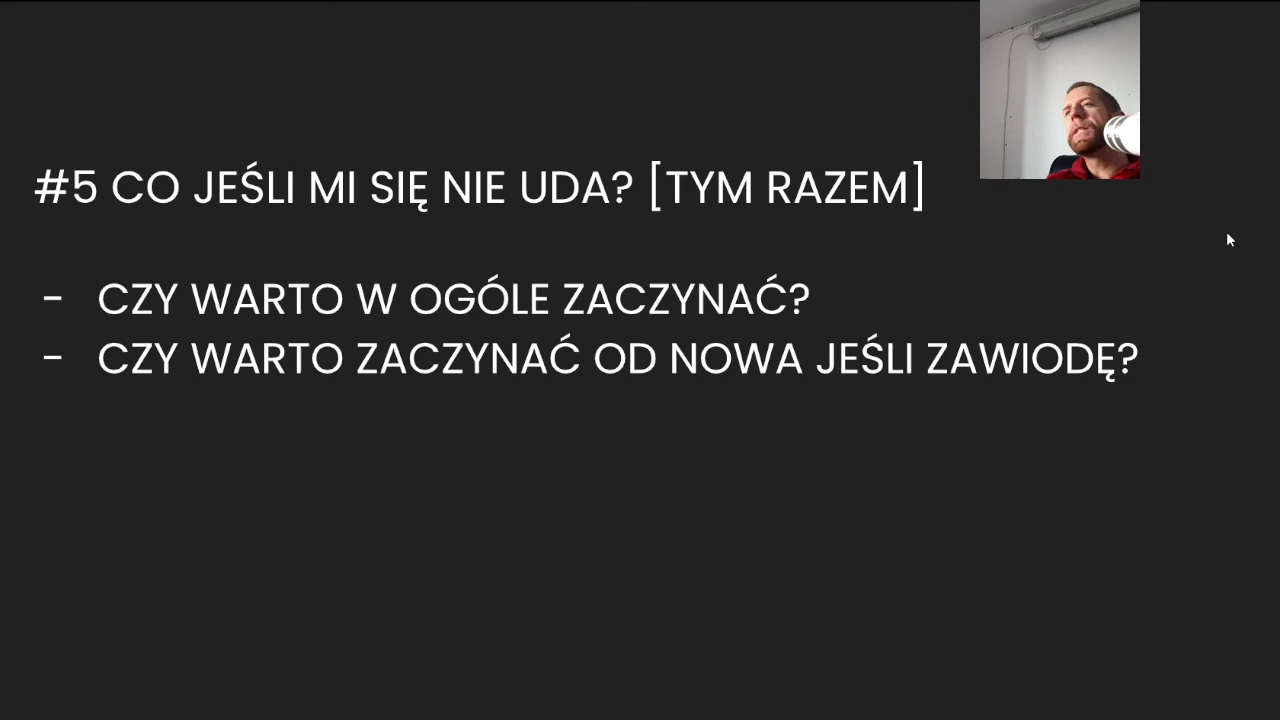 #5 CO JEŚLI MI SIĘ NIE UDA? [TYM RAZEM]
- CZY WARTO W OGÓLE ZACZYNAĆ?
- CZY WARTO ZACZYNAĆ OD NOWA JEŚLI ZAWIODĘ?